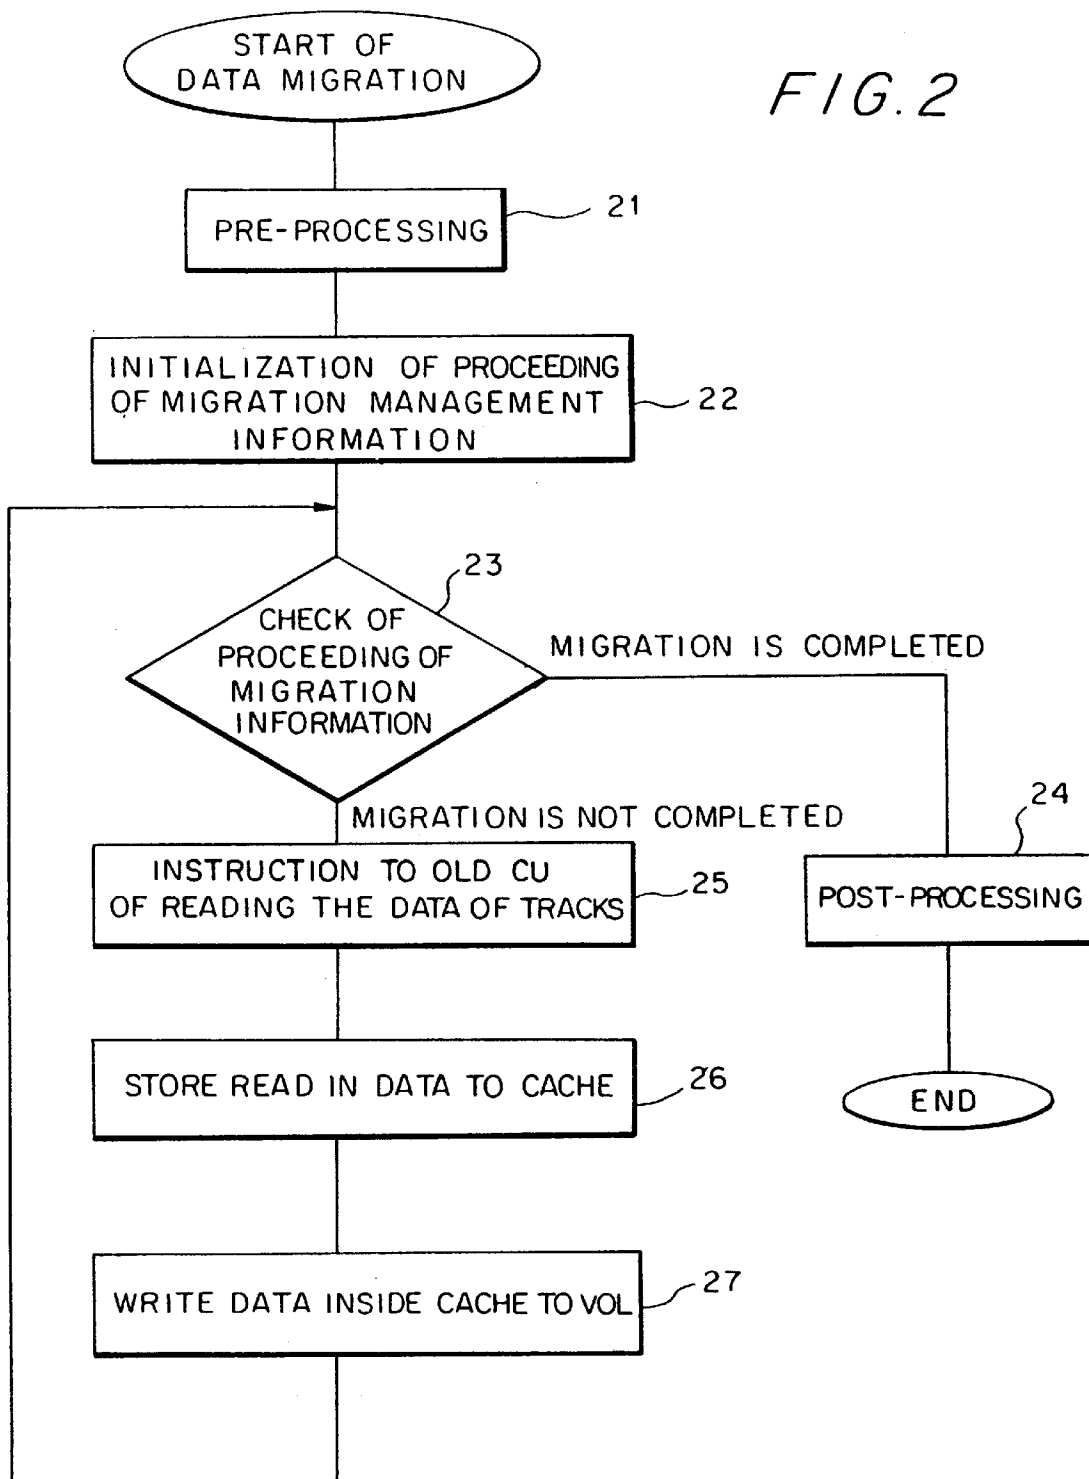 START OF
DATA MIGRATION
FIG. 2
PRE-PROCESSING
21
INITIALIZATION OF PROCEEDING
OF MIGRATION MANAGEMENT
INFORMATION
22
23
CHECK OF
PROCEEDING OF
MIGRATION
INFORMATION
MIGRATION IS COMPLETED
MIGRATION IS NOT COMPLETED
24
INSTRUCTION TO OLD CU
OF READING THE DATA OF TRACKS
25
POST-PROCESSING
STORE READ IN DATA TO CACHE
26
END
WRITE DATA INSIDE CACHE TO VOL
27